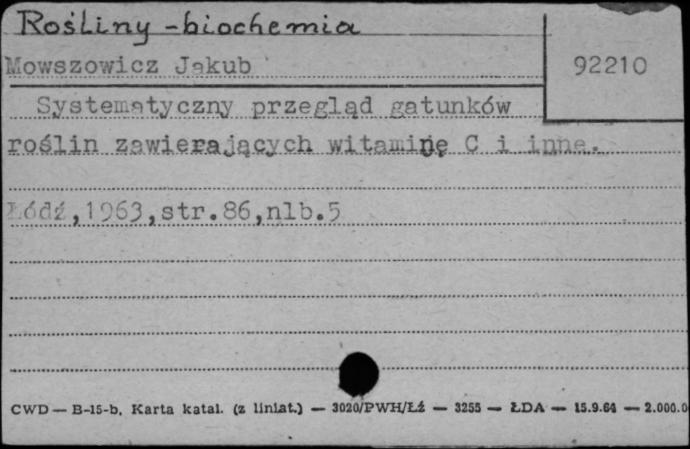 Rośliny - biochemia
Mowszowicz Jakub
92210
Systematyczny przegląd gatunków
roślin zawierających witaminę C i inne.
Łódź,1963,str.86,nlb.5
CWD — B-15-b, Karta katal. (z liniat.) — 3020/PWH/Łź — 3255 — ŁDA — 15.9.64 — 2.000.0